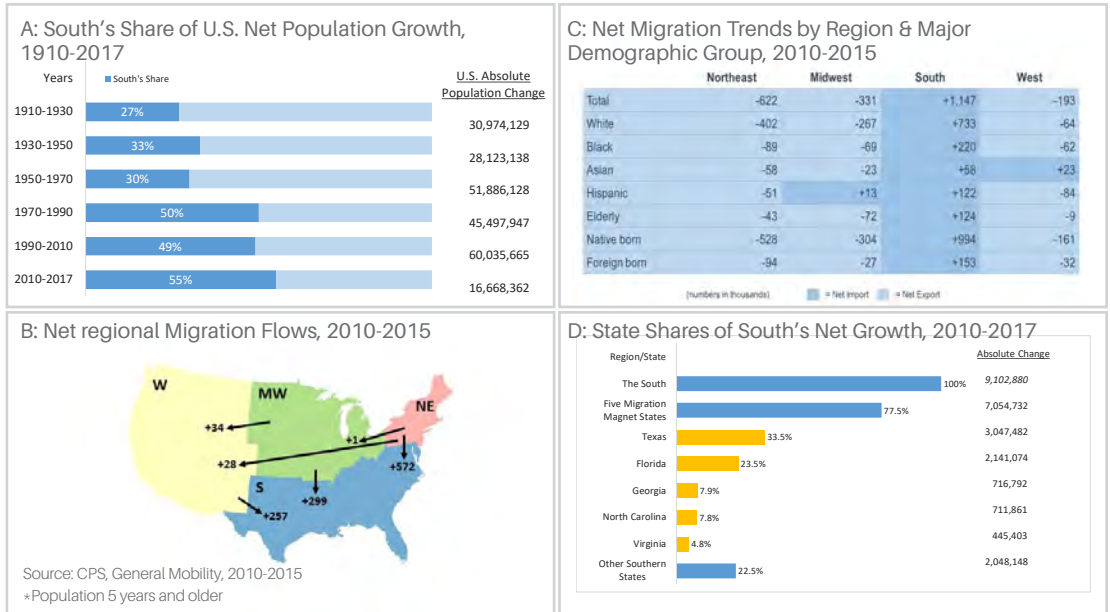 A: South's Share of U.S. Net Population Growth,
1910-2017
Years South's Share U.S. Absolute
Population Change
1910-1930 27% 30,974,129
1930-1950 33% 28,123,138
1950-1970 30% 51,886,128
1970-1990 50% 45,497,947
1990-2010 49% 60,035,665
2010-2017 55% 16,668,362
C: Net Migration Trends by Region & Major
Demographic Group, 2010-2015
Northeast Midwest South West
Total -622 -331 +1,147 -193
White -402 -267 +733 -64
Black -89 -69 +220 -62
Asian -58 -23 +58 +23
Hispanic -51 +13 +122 -84
Elderly -43 -72 +124 -9
Native born -528 -304 +994 -161
Foreign born -94 -27 +153 -32
(numbers in thousands) = Net Import = Net Export
B: Net regional Migration Flows, 2010-2015
W
MW
NE
+34
+1
+28
+572
S
+299
+257
Source: CPS, General Mobility, 2010-2015
*Population 5 years and older
D: State Shares of South's Net Growth, 2010-2017
Region/State Absolute Change
The South 100% 9,102,880
Five Migration
Magnet States 77.5% 7,054,732
Texas 33.5% 3,047,482
Florida 23.5% 2,141,074
Georgia 7.9% 716,792
North Carolina 7.8% 711,861
Virginia 4.8% 445,403
Other Southern
States 22.5% 2,048,148